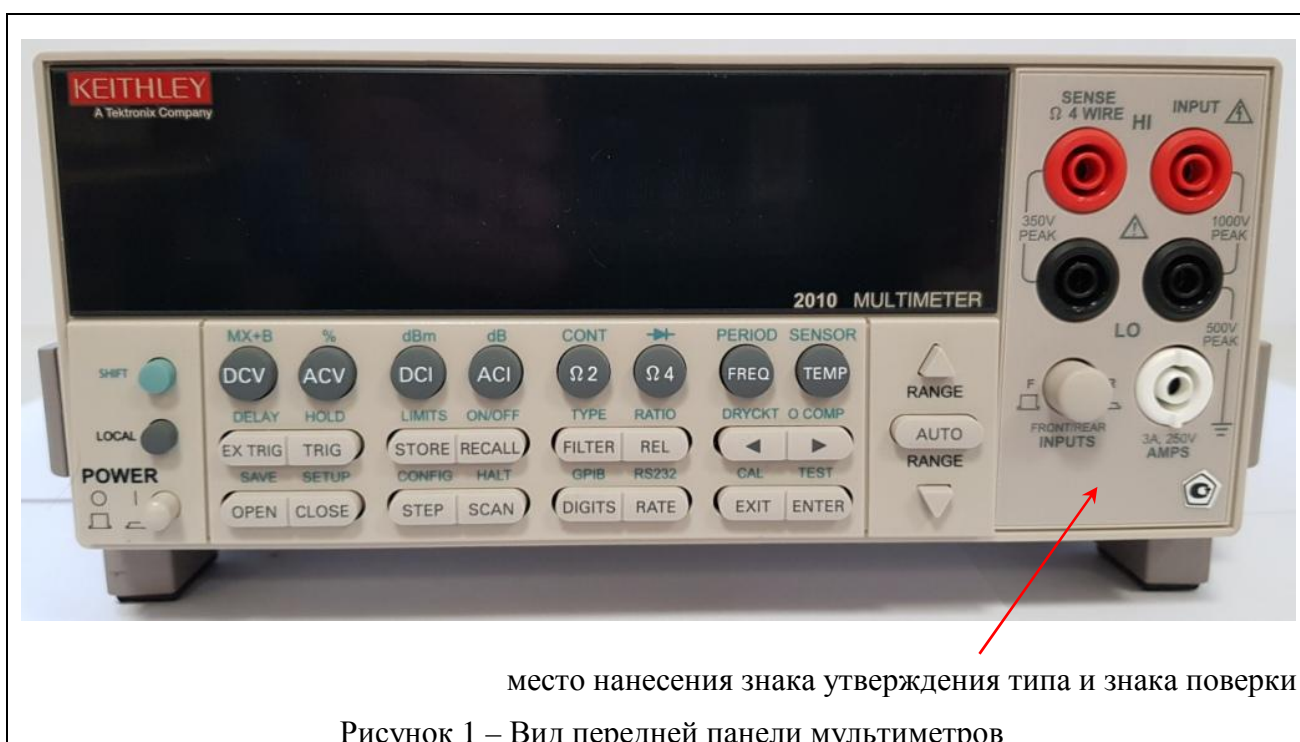 KEITHLEY
A Tektronix Company
2010 MULTIMETER
SENSE
Ω 4 WIRE
HI
INPUT
350V
PEAK
1000V
PEAK
LO
500V
PEAK
F R
FRONT/REAR
INPUTS
3A, 250V
AMPS
SHIFT
LOCAL
POWER
O I
MX+B % dBm dB CONT PERIOD SENSOR
DCV ACV DCI ACI Ω 2 Ω 4 FREQ TEMP
DELAY HOLD LIMITS ON/OFF TYPE RATIO DRYCKT O COMP
EX TRIG TRIG STORE RECALL FILTER REL
SAVE SETUP CONFIG HALT GPIB RS232 CAL TEST
OPEN CLOSE STEP SCAN DIGITS RATE EXIT ENTER
RANGE
AUTO
RANGE
место нанесения знака утверждения типа и знака поверки
Рисунок 1 – Вид передней панели мультиметров